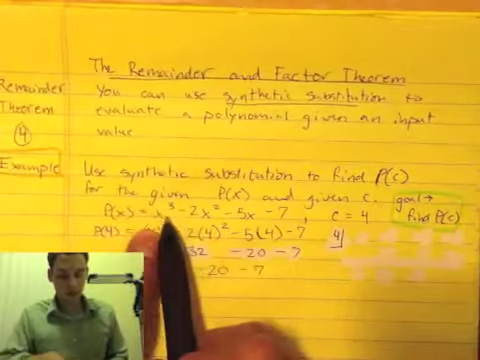 The Remainder and Factor Theorem
Remainder
Theorem
4
You can use synthetic substitution to
evaluate a polynomial given an input
value
Example
Use synthetic substitution to find P(c)
for the given P(x) and given c. goal→
find P(c)
P(x) = x³ - 2x² - 5x - 7 , c = 4
P(4) = 2(4)² - 5(4) - 7
4
32 - 20 - 7
- 20 - 7